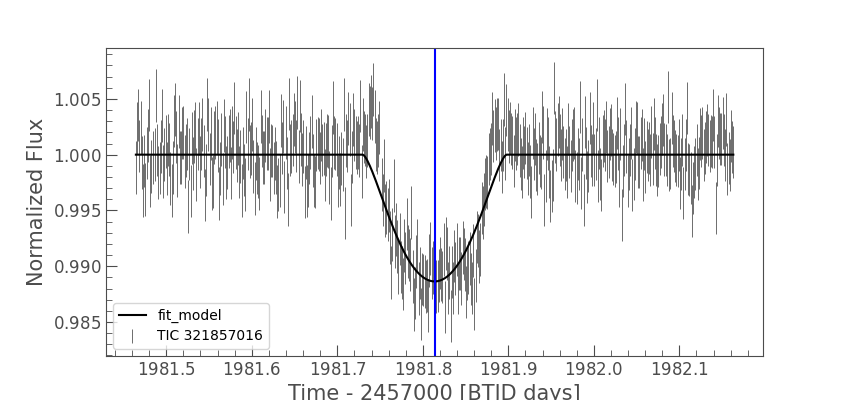 1.005
1.000
0.995
0.990
0.985
Normalized Flux
fit_model
TIC 321857016
1981.5 1981.6 1981.7 1981.8 1981.9 1982.0 1982.1
Time - 2457000 [BTJD days]